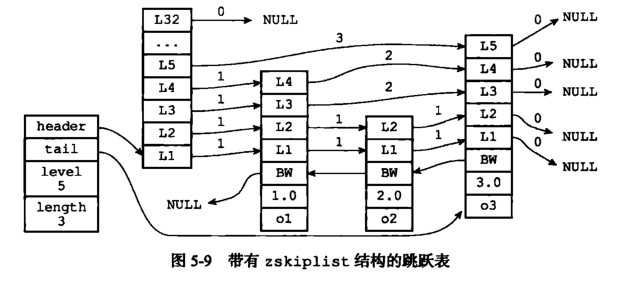 L32
0
NULL
...
L5
3
L4
1
L3
1
L2
1
L1
1
header
tail
level
5
length
3
L4
2
L3
2
L2
1
L1
1
BW
1.0
o1
NULL
L2
1
L1
1
BW
2.0
o2
L5
0
NULL
L4
0
NULL
L3
0
NULL
L2
0
NULL
L1
0
NULL
BW
3.0
o3
图 5-9 带有 zskiplist 结构的跳跃表